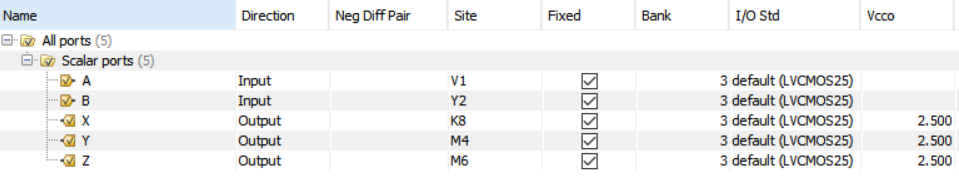 Name Direction Neg Diff Pair Site Fixed Bank I/O Std Vcco
All ports (5)
Scalar ports (5)
A Input V1 3 default (LVCMOS25)
B Input Y2 3 default (LVCMOS25)
X Output K8 3 default (LVCMOS25) 2.500
Y Output M4 3 default (LVCMOS25) 2.500
Z Output M6 3 default (LVCMOS25) 2.500